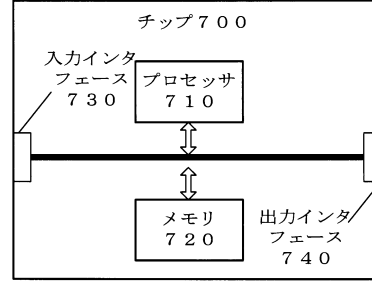 チップ７００
入力インタ
フェース
７３０
プロセッサ
７１０
メモリ
７２０
出力インタ
フェース
７４０